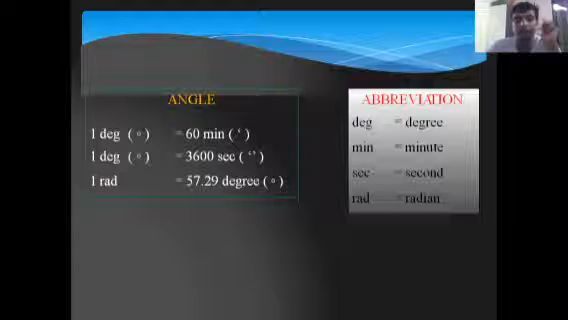 ANGLE
1 deg ( ° ) = 60 min ( ‘ )
1 deg ( ° ) = 3600 sec ( ‘’ )
1 rad = 57.29 degree ( ° )
ABBREVIATION
deg = degree
min = minute
sec = second
rad = radian